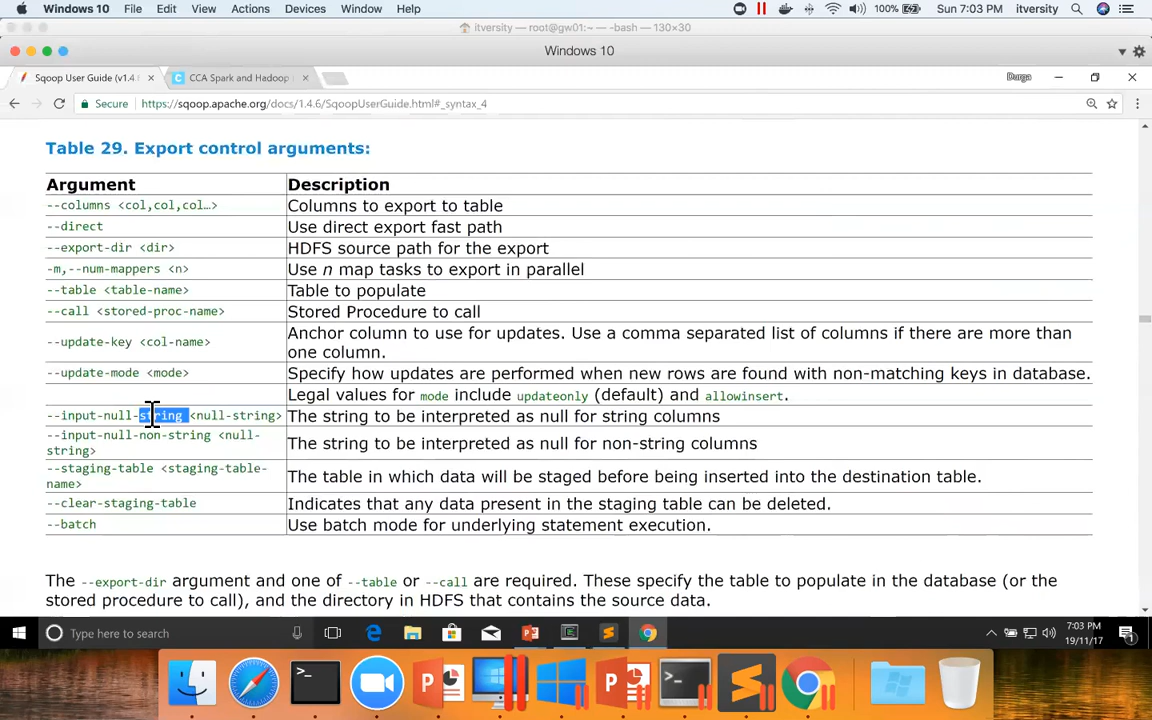 Windows 10 File Edit View Actions Devices Window Help 100% Sun 7:03 PM itversity
itversity — root@gw01:~ — -bash — 130×30
Windows 10
Sqoop User Guide (v1.4. CCA Spark and Hadoop Durga
Secure https://sqoop.apache.org/docs/1.4.6/SqoopUserGuide.html#_syntax_4
Table 29. Export control arguments:
Argument Description
--columns <col,col,col…> Columns to export to table
--direct Use direct export fast path
--export-dir <dir> HDFS source path for the export
-m,--num-mappers <n> Use n map tasks to export in parallel
--table <table-name> Table to populate
--call <stored-proc-name> Stored Procedure to call
--update-key <col-name> Anchor column to use for updates. Use a comma separated list of columns if there are more than
one column.
--update-mode <mode> Specify how updates are performed when new rows are found with non-matching keys in database.
Legal values for mode include updateonly (default) and allowinsert.
--input-null-string <null-string> The string to be interpreted as null for string columns
--input-null-non-string <null-
string> The string to be interpreted as null for non-string columns
--staging-table <staging-table-
name> The table in which data will be staged before being inserted into the destination table.
--clear-staging-table Indicates that any data present in the staging table can be deleted.
--batch Use batch mode for underlying statement execution.
The --export-dir argument and one of --table or --call are required. These specify the table to populate in the database (or the
stored procedure to call), and the directory in HDFS that contains the source data.
Type here to search 7:03 PM
19/11/17